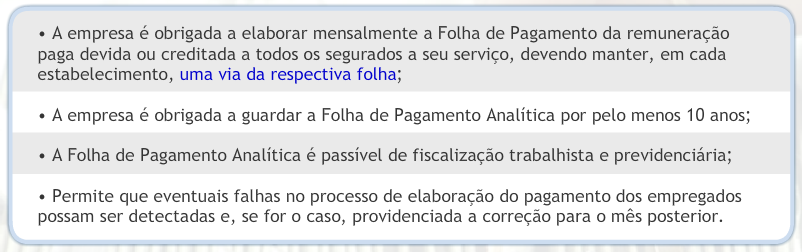 • A empresa é obrigada a elaborar mensalmente a Folha de Pagamento da remuneração
paga devida ou creditada a todos os segurados a seu serviço, devendo manter, em cada
estabelecimento, uma via da respectiva folha;
• A empresa é obrigada a guardar a Folha de Pagamento Analítica por pelo menos 10 anos;
• A Folha de Pagamento Analítica é passível de fiscalização trabalhista e previdenciária;
• Permite que eventuais falhas no processo de elaboração do pagamento dos empregados
possam ser detectadas e, se for o caso, providenciada a correção para o mês posterior.